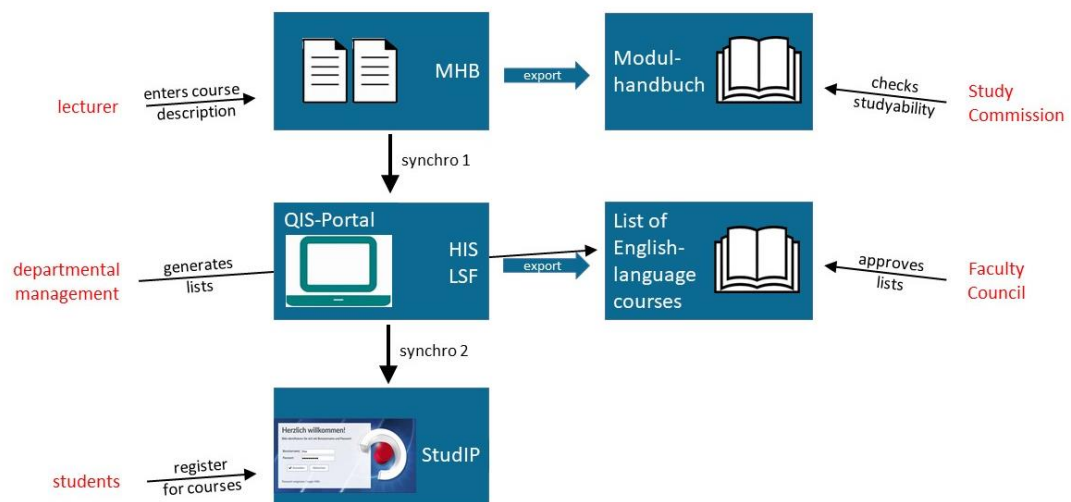 lecturer
enters course
description
MHB
export
Modul-
handbuch
checks
studyability
Study
Commission
synchro 1
departmental
management
generates
lists
QIS-Portal
HIS
LSF
export
List of
English-
language
courses
approves
lists
Faculty
Council
synchro 2
students
register
for courses
Herzlich willkommen!
StudIP